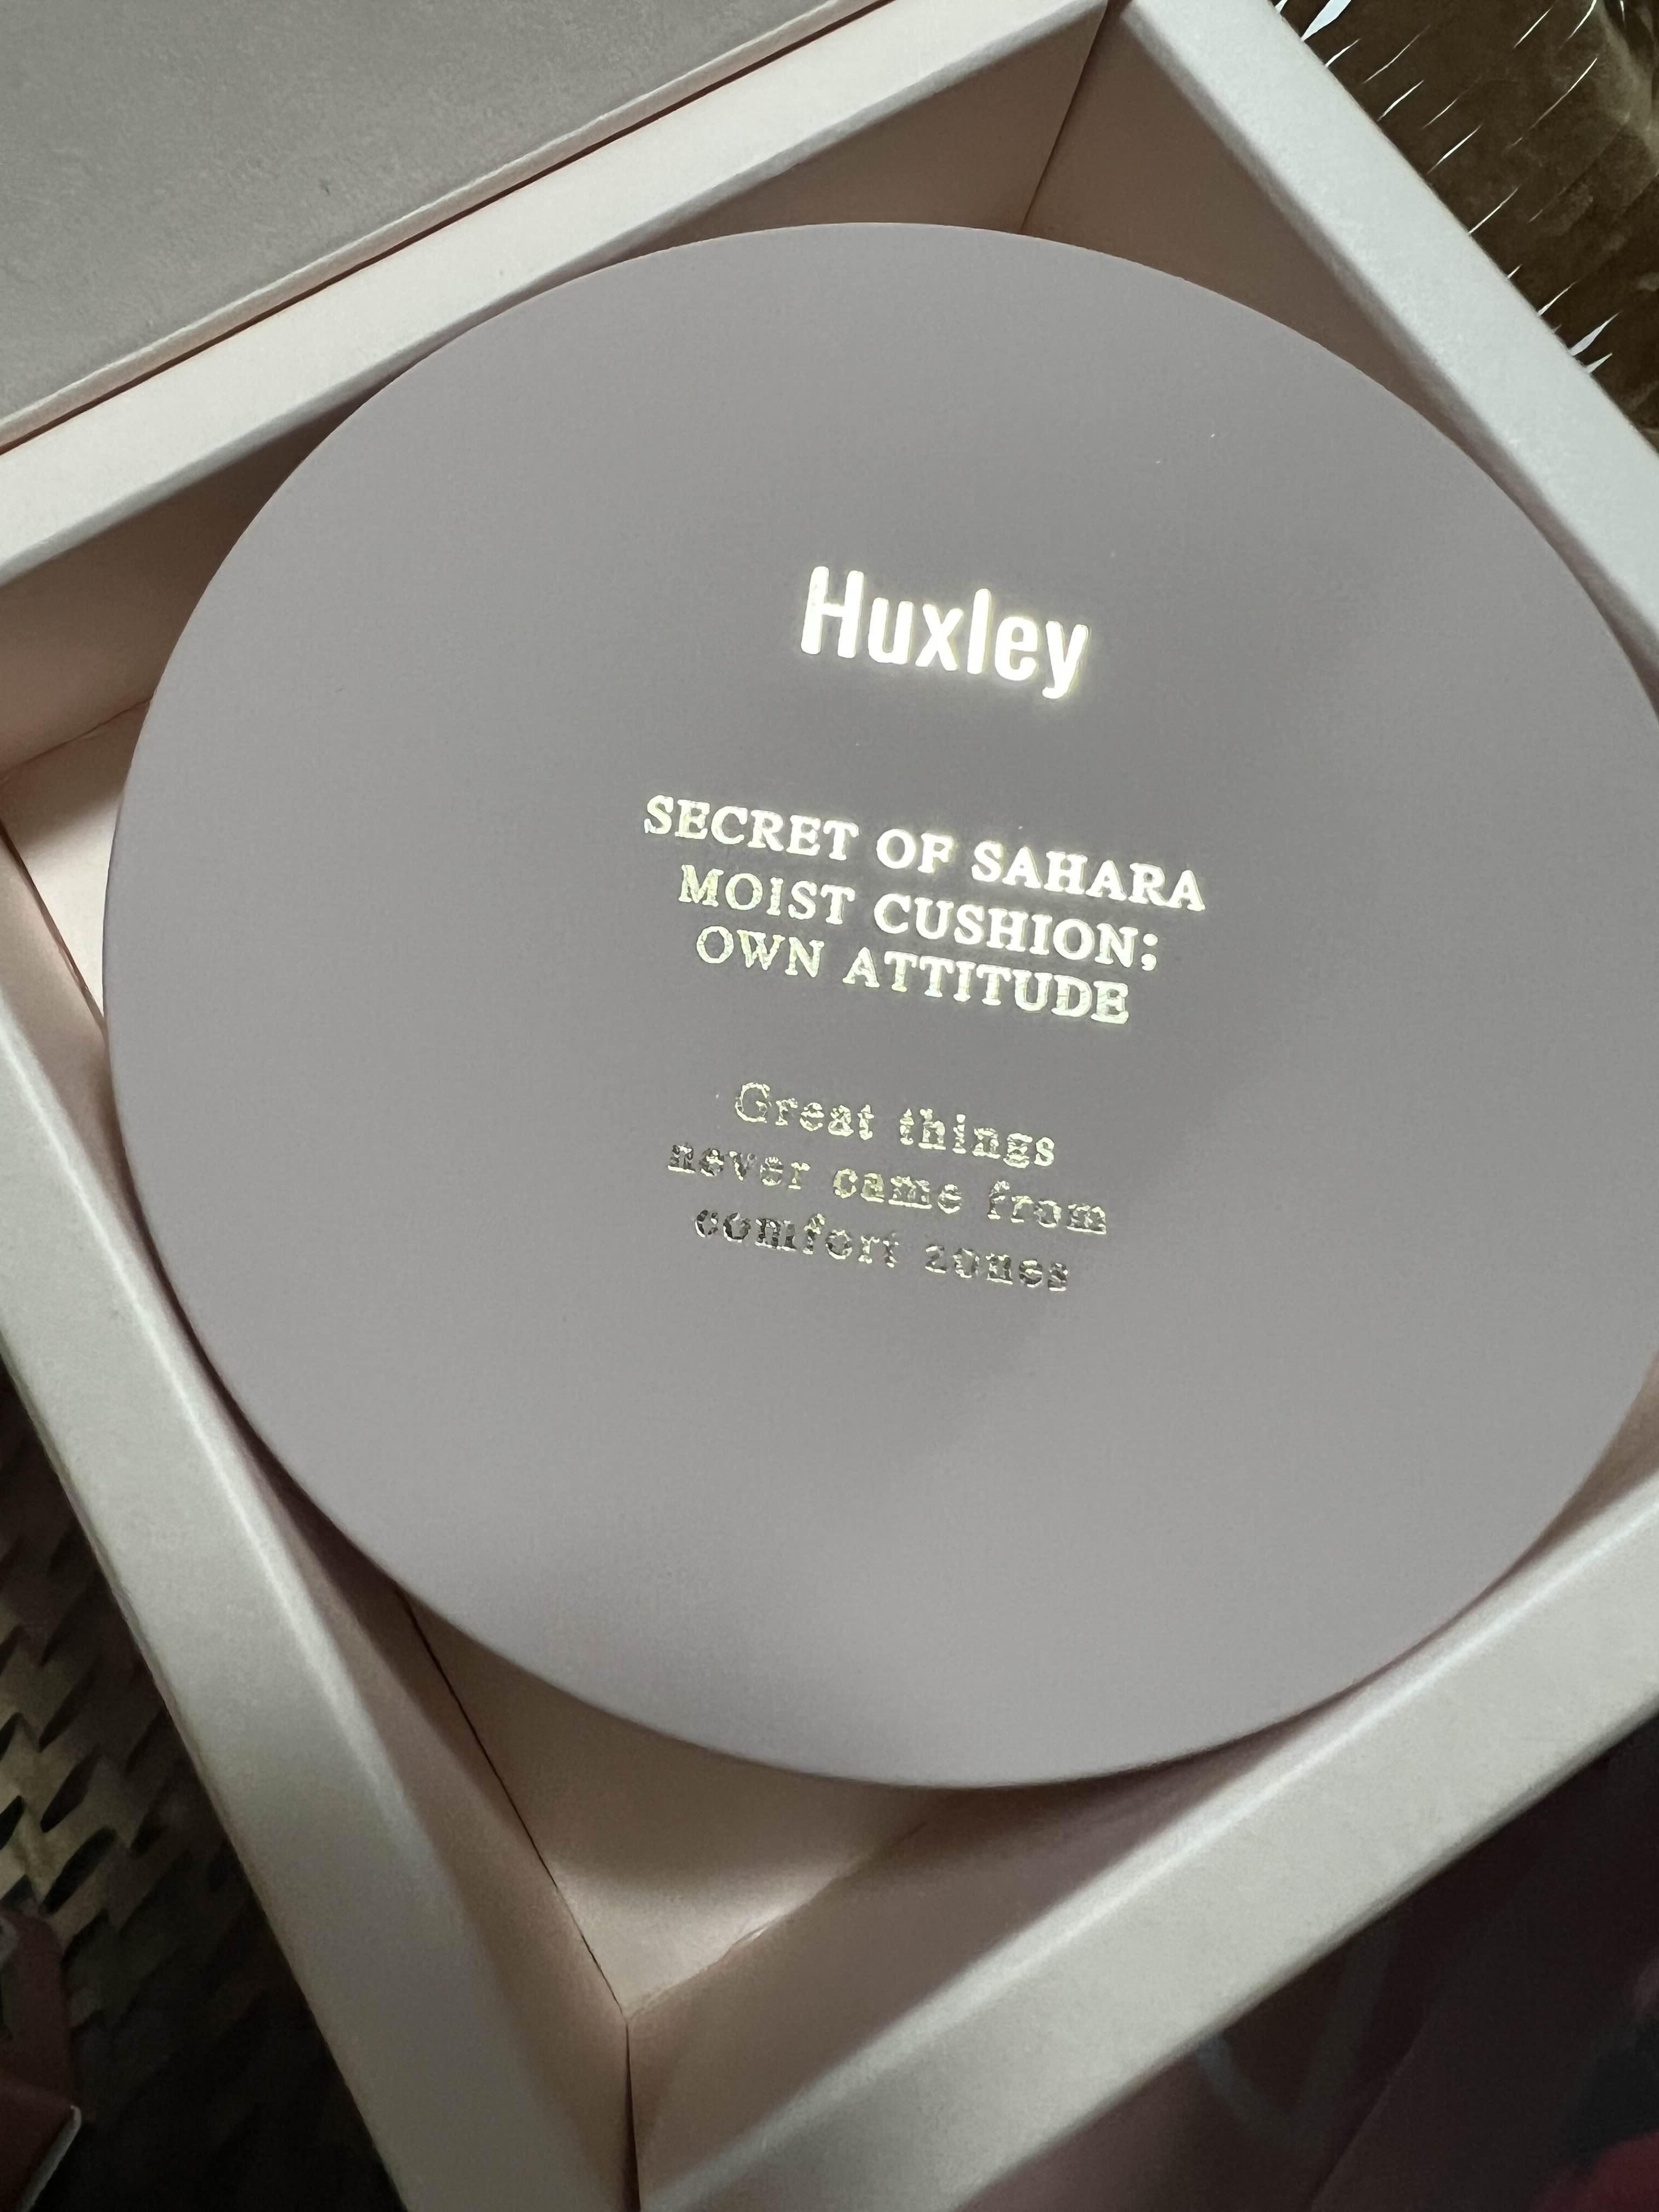 Huxley
SECRET OF SAHARA
MOIST CUSHION;
OWN ATTITUDE
Great things
never came from
comfort zones